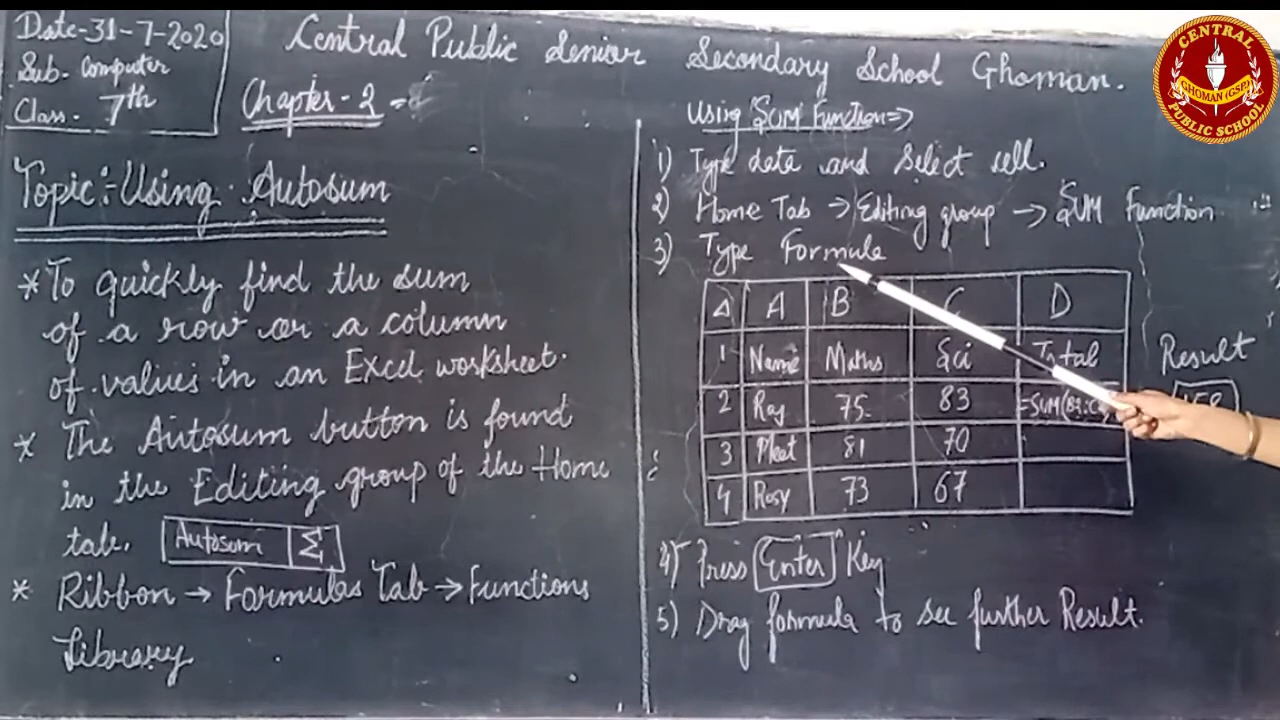 Date-31-7-2020
Sub. Computer
Class. 7th
Central Public Senior Secondary School Ghoman.
Chapter-2
Topic:-Using Autosum
* To quickly find the sum
of a row or a column
of values in an Excel worksheet.
* The Autosum button is found
in the Editing group of the Home
tab. Autosum Σ
* Ribbon → Formulas Tab → Functions
Library
Using SUM Function=>
1) Type data and Select cell.
2) Home Tab → Editing group → SUM Function
3) Type Formula
A B C D
1 Name Maths Sci Total
2 Raj 75 83 =SUM(B2:C
3 Meet 81 70
4 Rosy 73 67
Result
158
4) Press Enter Key
5) Drag formula to see further Result.
CENTRAL
GHOMAN (GSP.)
PUBLIC SCHOOL